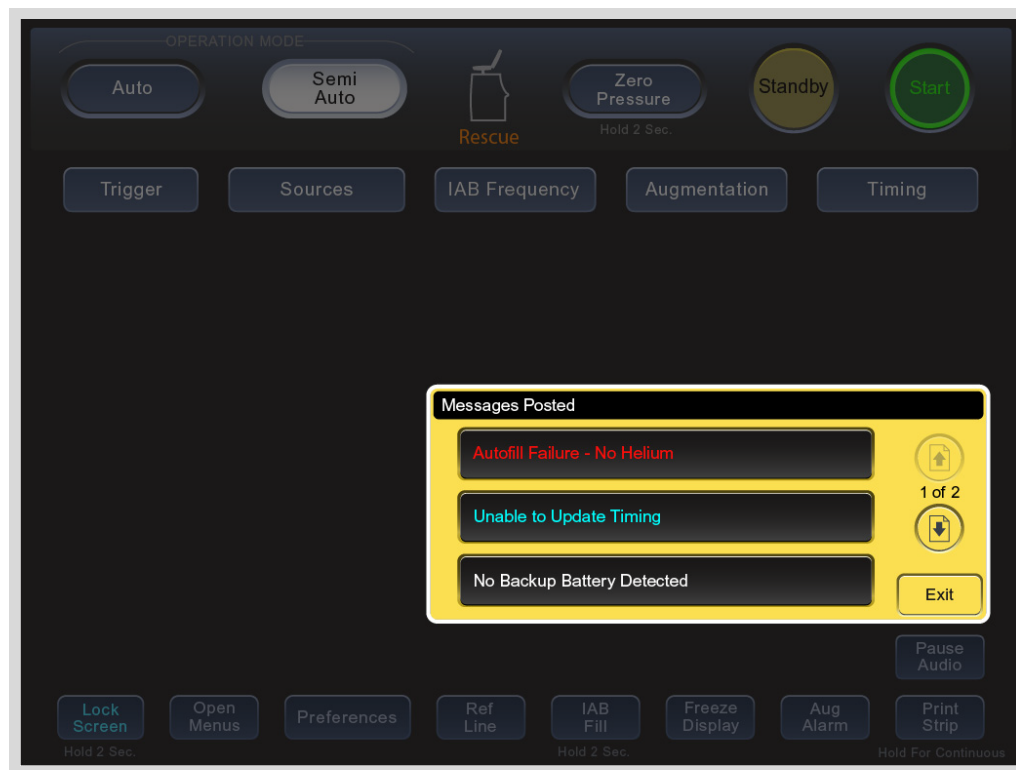 OPERATION MODE
Auto
Semi
Auto
Rescue
Zero
Pressure
Hold 2 Sec.
Standby
Start
Trigger
Sources
IAB Frequency
Augmentation
Timing
Messages Posted
Autofill Failure - No Helium
Unable to Update Timing
No Backup Battery Detected
1 of 2
Exit
Pause
Audio
Lock
Screen
Hold 2 Sec.
Open
Menus
Preferences
Ref
Line
IAB
Fill
Hold 2 Sec.
Freeze
Display
Aug
Alarm
Print
Strip
Hold For Continuous